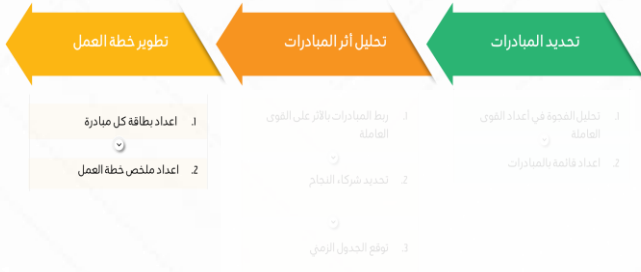 تحديد المبادرات
تحليل أثر المبادرات
تطوير خطة العمل
1. تحليل الفجوة في أعداد القوى
العاملة
2. اعداد قائمة بالمبادرات
1. ربط المبادرات بالأثر على القوى
العاملة
2. تحديد شركاء النجاح
3. توقع الجدول الزمني
1. اعداد بطاقة كل مبادرة
2. اعداد ملخص خطة العمل